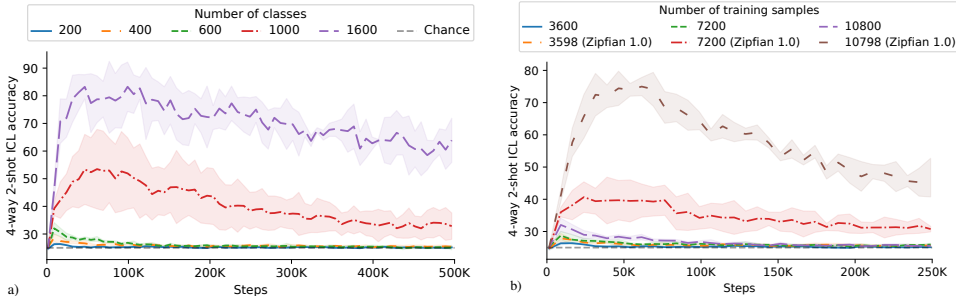 Number of classes
200 400 600 1000 1600 Chance
4-way 2-shot ICL accuracy
90
80
70
60
50
40
30
0 100K 200K 300K 400K 500K
Steps
a)
Number of training samples
3600 7200 10800
3598 (Zipfian 1.0) 7200 (Zipfian 1.0) 10798 (Zipfian 1.0)
4-way 2-shot ICL accuracy
80
70
60
50
40
30
0 50K 100K 150K 200K 250K
Steps
b)